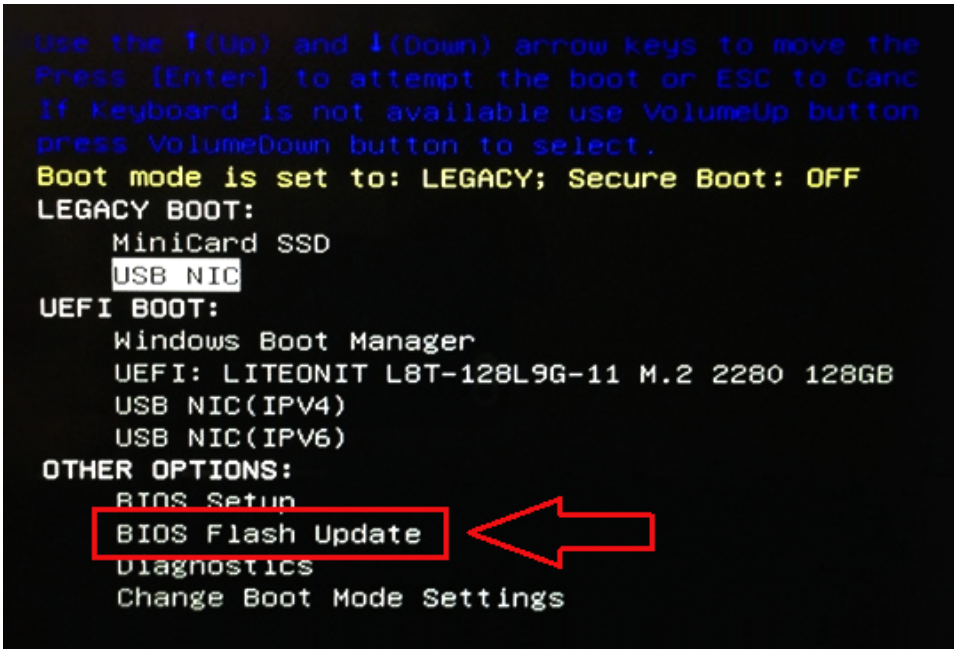 Use the ↑(Up) and ↓(Down) arrow keys to move the
Press [Enter] to attempt the boot or ESC to Canc
If Keyboard is not available use VolumeUp button
press VolumeDown button to select.
Boot mode is set to: LEGACY; Secure Boot: OFF
LEGACY BOOT:
MiniCard SSD
USB NIC
UEFI BOOT:
Windows Boot Manager
UEFI: LITEONIT L8T-128L9G-11 M.2 2280 128GB
USB NIC(IPV4)
USB NIC(IPV6)
OTHER OPTIONS:
BIOS Setup
BIOS Flash Update
Diagnostics
Change Boot Mode Settings